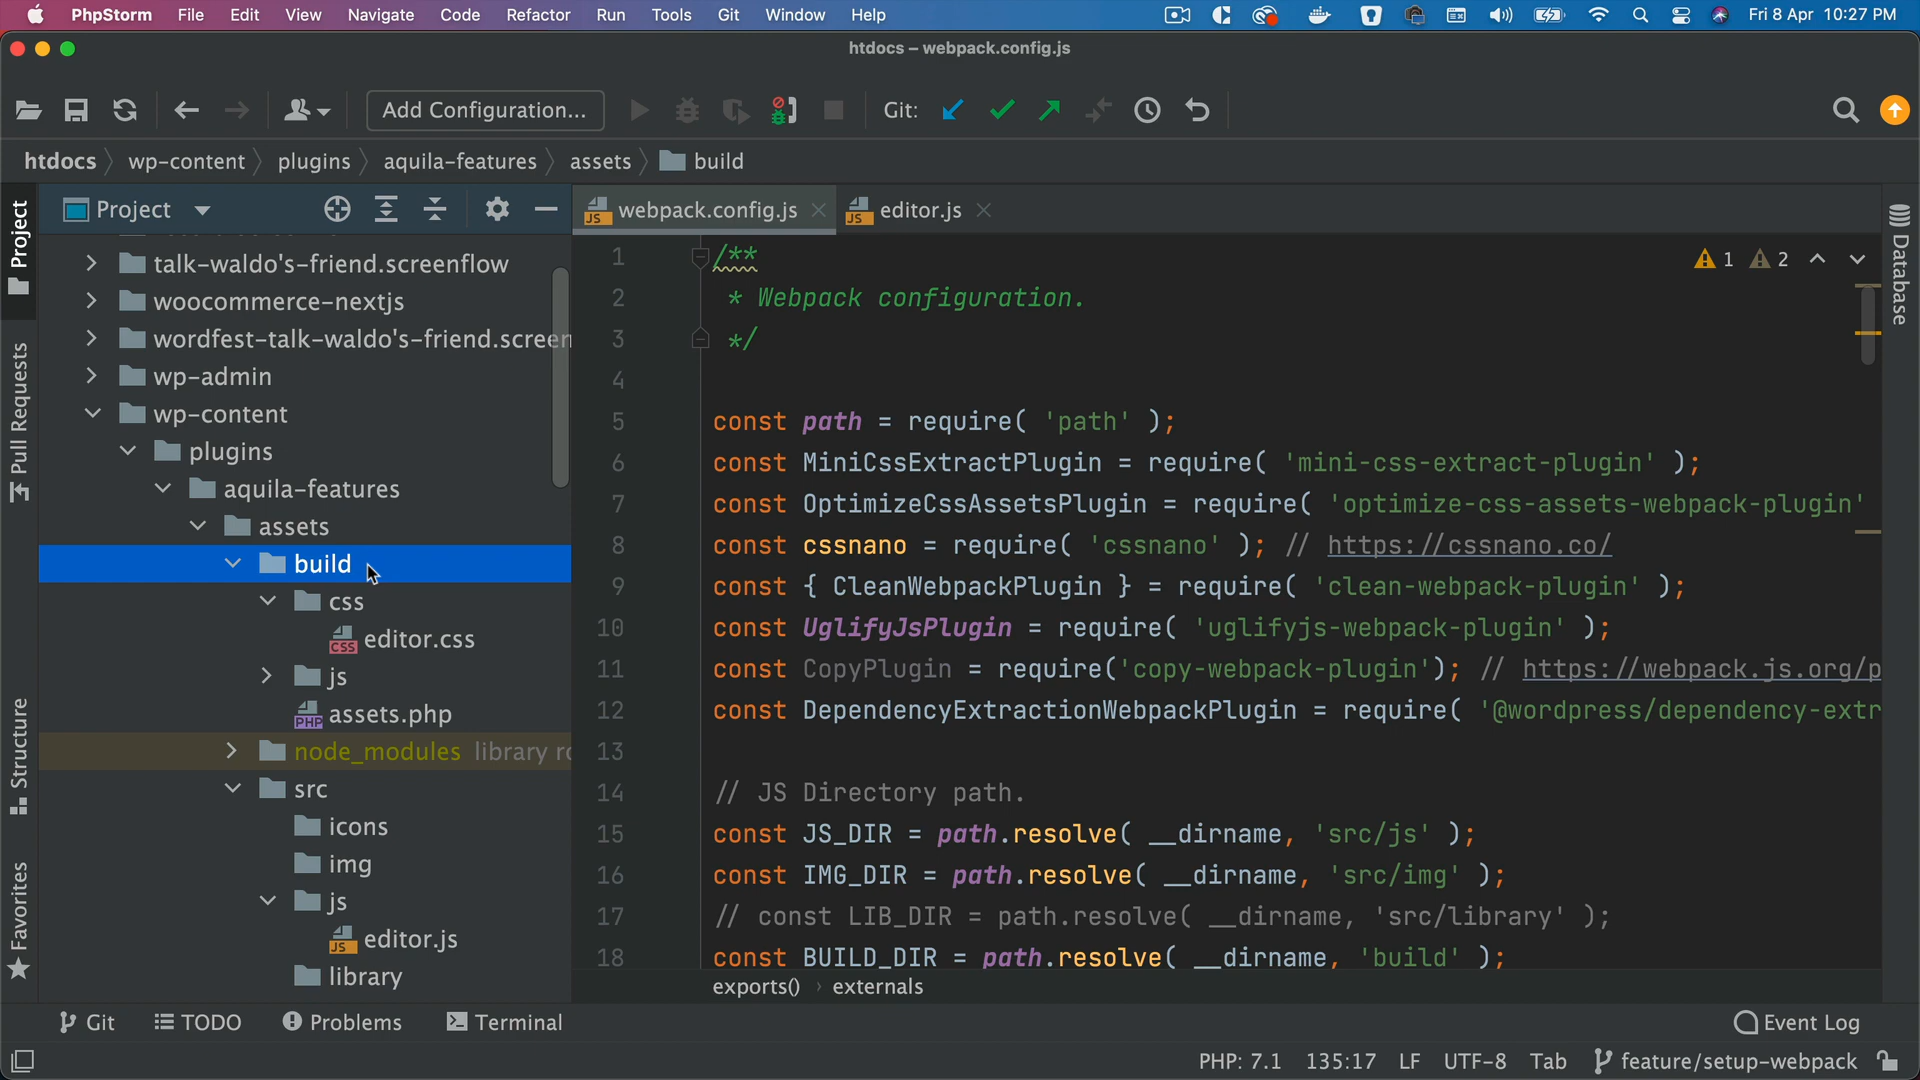 PhpStorm File Edit View Navigate Code Refactor Run Tools Git Window Help Fri 8 Apr 10:27 PM
htdocs – webpack.config.js
Add Configuration... Git:
htdocs wp-content plugins aquila-features assets build
Project
webpack.config.js
editor.js
Project
Pull Requests
Structure
Favorites
Database
talk-waldo's-friend.screenflow
woocommerce-nextjs
wordfest-talk-waldo's-friend.screen
wp-admin
wp-content
plugins
aquila-features
assets
build
css
editor.css
js
assets.php
node_modules library ro
src
icons
img
js
editor.js
library
1 2
1 /**
2 * Webpack configuration.
3 */
4
5 const path = require( 'path' );
6 const MiniCssExtractPlugin = require( 'mini-css-extract-plugin' );
7 const OptimizeCssAssetsPlugin = require( 'optimize-css-assets-webpack-plugin'
8 const cssnano = require( 'cssnano' ); // https://cssnano.co/
9 const { CleanWebpackPlugin } = require( 'clean-webpack-plugin' );
10 const UglifyJsPlugin = require( 'uglifyjs-webpack-plugin' );
11 const CopyPlugin = require('copy-webpack-plugin'); // https://webpack.js.org/p
12 const DependencyExtractionWebpackPlugin = require( '@wordpress/dependency-extr
13
14 // JS Directory path.
15 const JS_DIR = path.resolve( __dirname, 'src/js' );
16 const IMG_DIR = path.resolve( __dirname, 'src/img' );
17 // const LIB_DIR = path.resolve( __dirname, 'src/library' );
18 const BUILD_DIR = path.resolve( __dirname, 'build' );
exports() › externals
Git TODO Problems Terminal Event Log
PHP: 7.1 135:17 LF UTF-8 Tab feature/setup-webpack